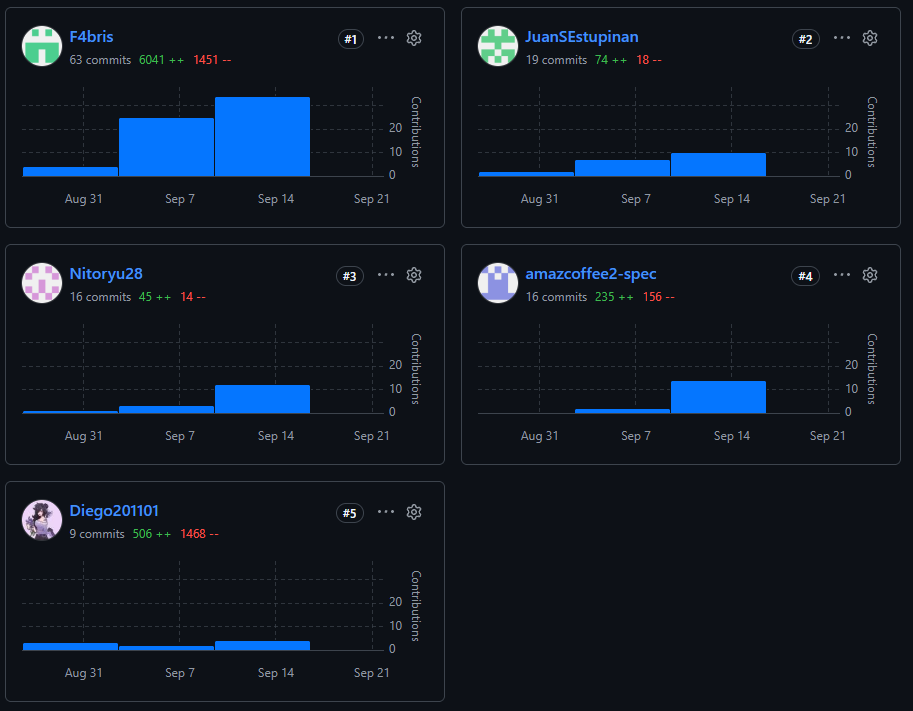 F4bris
#1
63 commits 6041 ++ 1451 --
Contributions
20
10
0
Aug 31 Sep 7 Sep 14 Sep 21
JuanSEstupinan
#2
19 commits 74 ++ 18 --
Contributions
20
10
0
Aug 31 Sep 7 Sep 14 Sep 21
Nitoryu28
#3
16 commits 45 ++ 14 --
Contributions
20
10
0
Aug 31 Sep 7 Sep 14 Sep 21
amazcoffee2-spec
#4
16 commits 235 ++ 156 --
Contributions
20
10
0
Aug 31 Sep 7 Sep 14 Sep 21
Diego201101
#5
9 commits 506 ++ 1468 --
Contributions
20
10
0
Aug 31 Sep 7 Sep 14 Sep 21